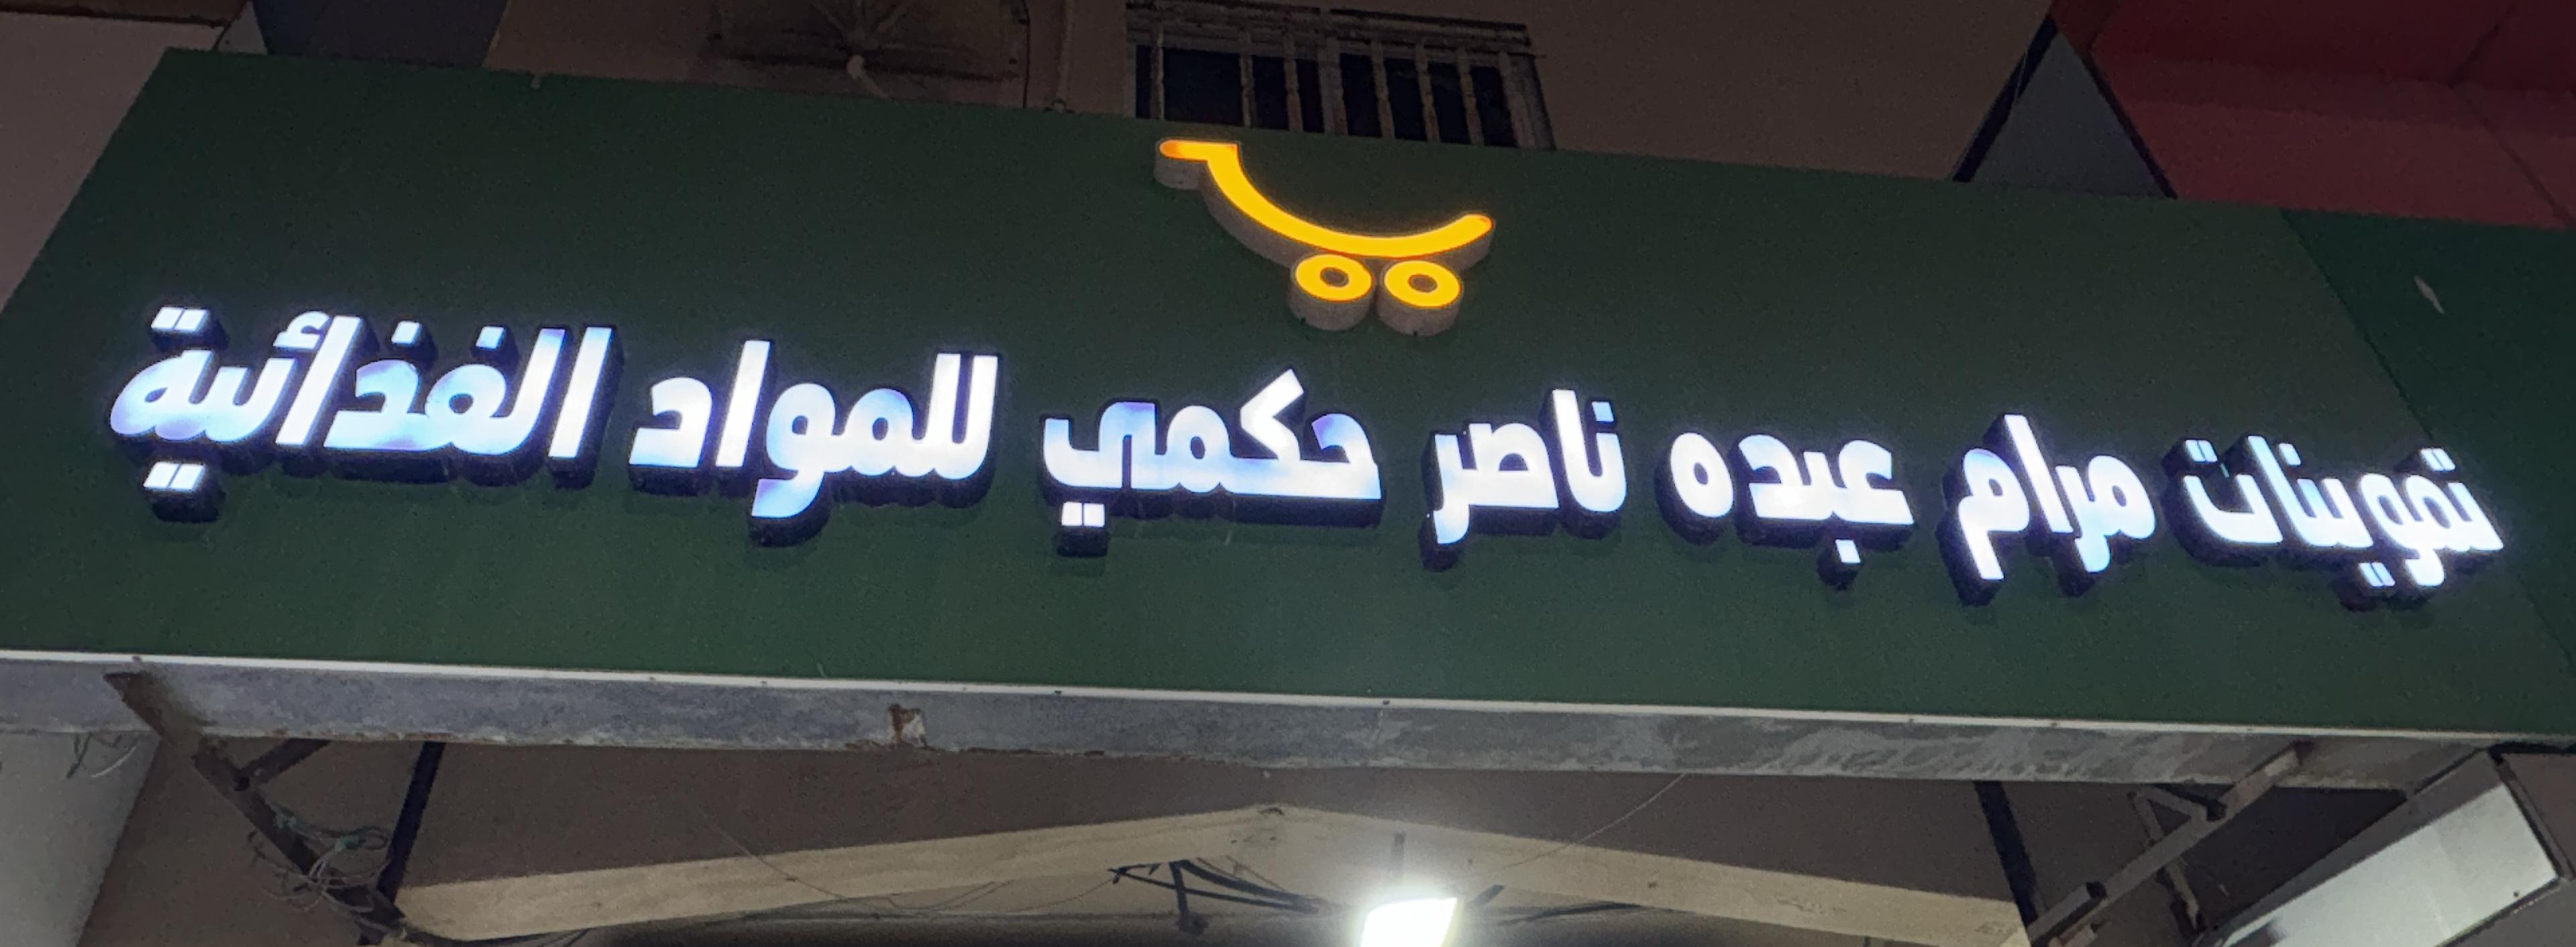 تموينات مرام عبده ناصر حكمي للمواد الغذائية